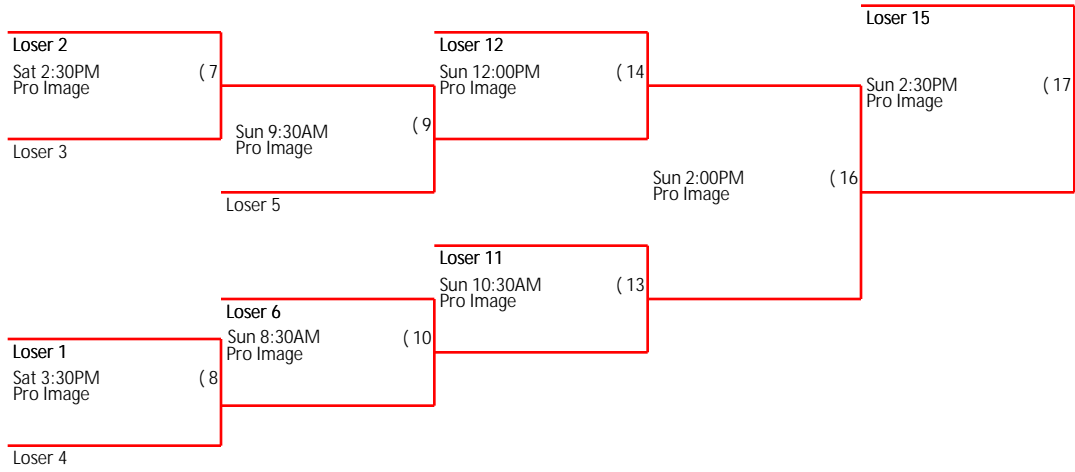 Loser 15
Loser 2
Loser 12
Sat 2:30PM
Pro Image
( 7
Sun 12:00PM
Pro Image
( 14
Sun 2:30PM
Pro Image
( 17
Sun 9:30AM
Pro Image
( 9
Loser 3
Sun 2:00PM
Pro Image
( 16
Loser 5
Loser 11
Sun 10:30AM
Pro Image
( 13
Loser 6
Sun 8:30AM
Pro Image
( 10
Loser 1
Sat 3:30PM
Pro Image
( 8
Loser 4